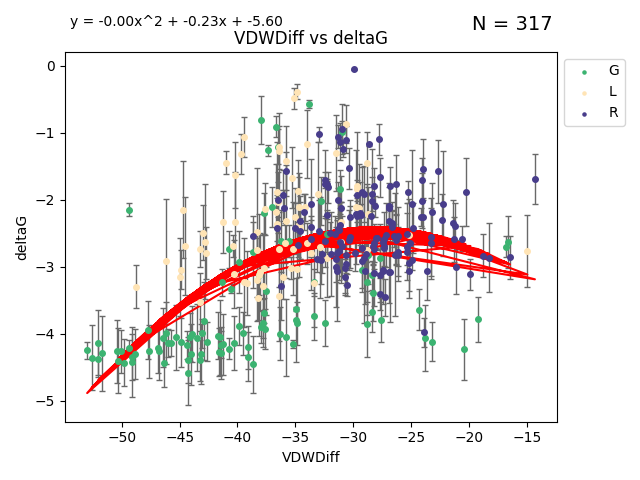 y = -0.00x^2 + -0.23x + -5.60
N = 317
VDWDiff vs deltaG
G
L
R
0
−1
−2
−3
−4
−5
deltaG
−50
−45
−40
−35
−30
−25
−20
−15
VDWDiff